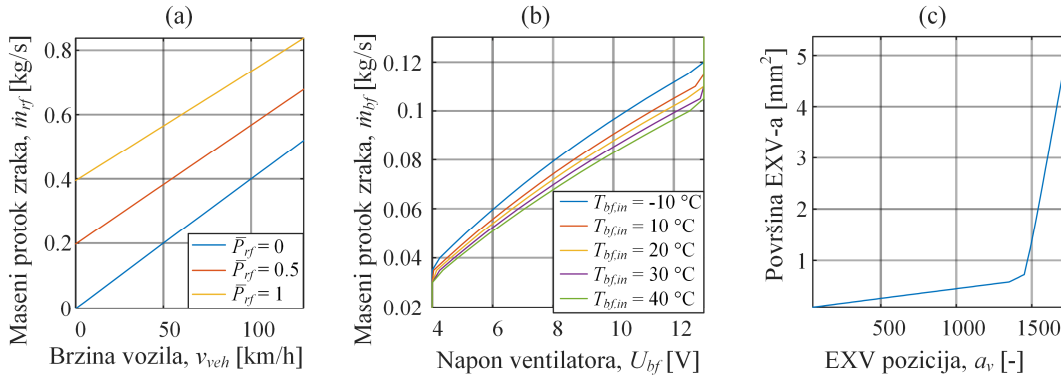 (a)
Maseni protok zraka, ṁrf [kg/s]
0.8
0.6
0.4
0.2
0
0
50
100
Brzina vozila, vveh [km/h]
P̅rf = 0
P̅rf = 0.5
P̅rf = 1
(b)
Maseni protok zraka, ṁbf [kg/s]
0.12
0.1
0.08
0.06
0.04
0.02
4
6
8
10
12
Napon ventilatora, Ubf [V]
Tbf,in = -10 °C
Tbf,in = 10 °C
Tbf,in = 20 °C
Tbf,in = 30 °C
Tbf,in = 40 °C
(c)
Površina EXV-a [mm²]
5
4
3
2
1
500
1000
1500
EXV pozicija, av [-]